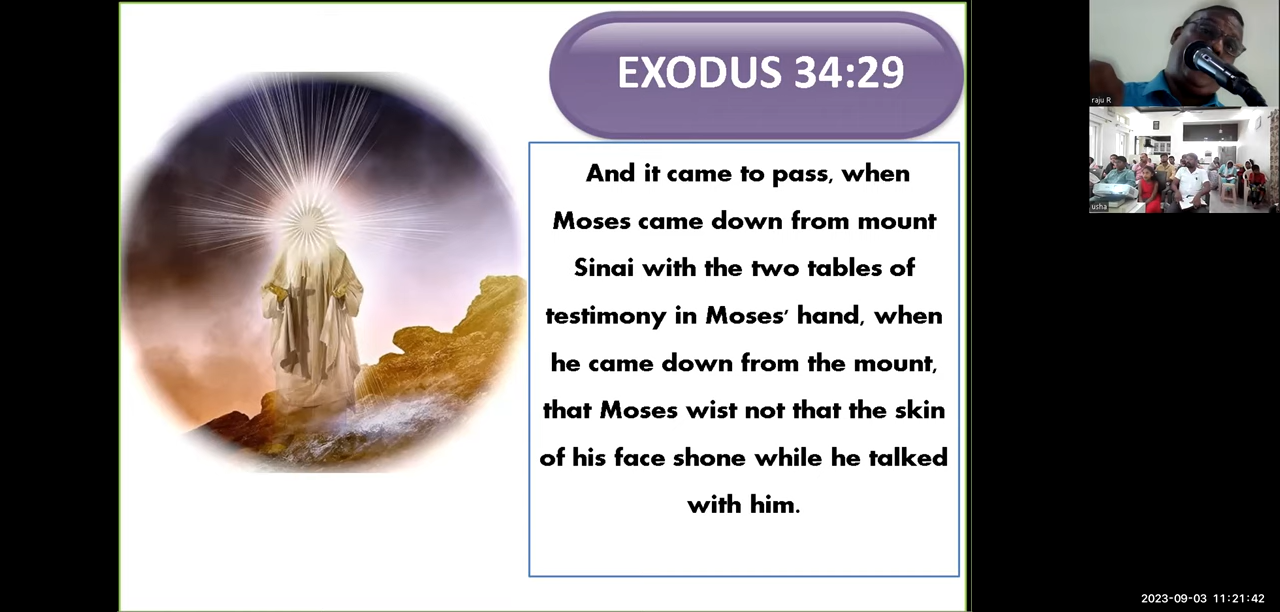 EXODUS 34:29
And it came to pass, when
Moses came down from mount
Sinai with the two tables of
testimony in Moses' hand, when
he came down from the mount,
that Moses wist not that the skin
of his face shone while he talked
with him.
raju R
usha
2023-09-03 11:21:42